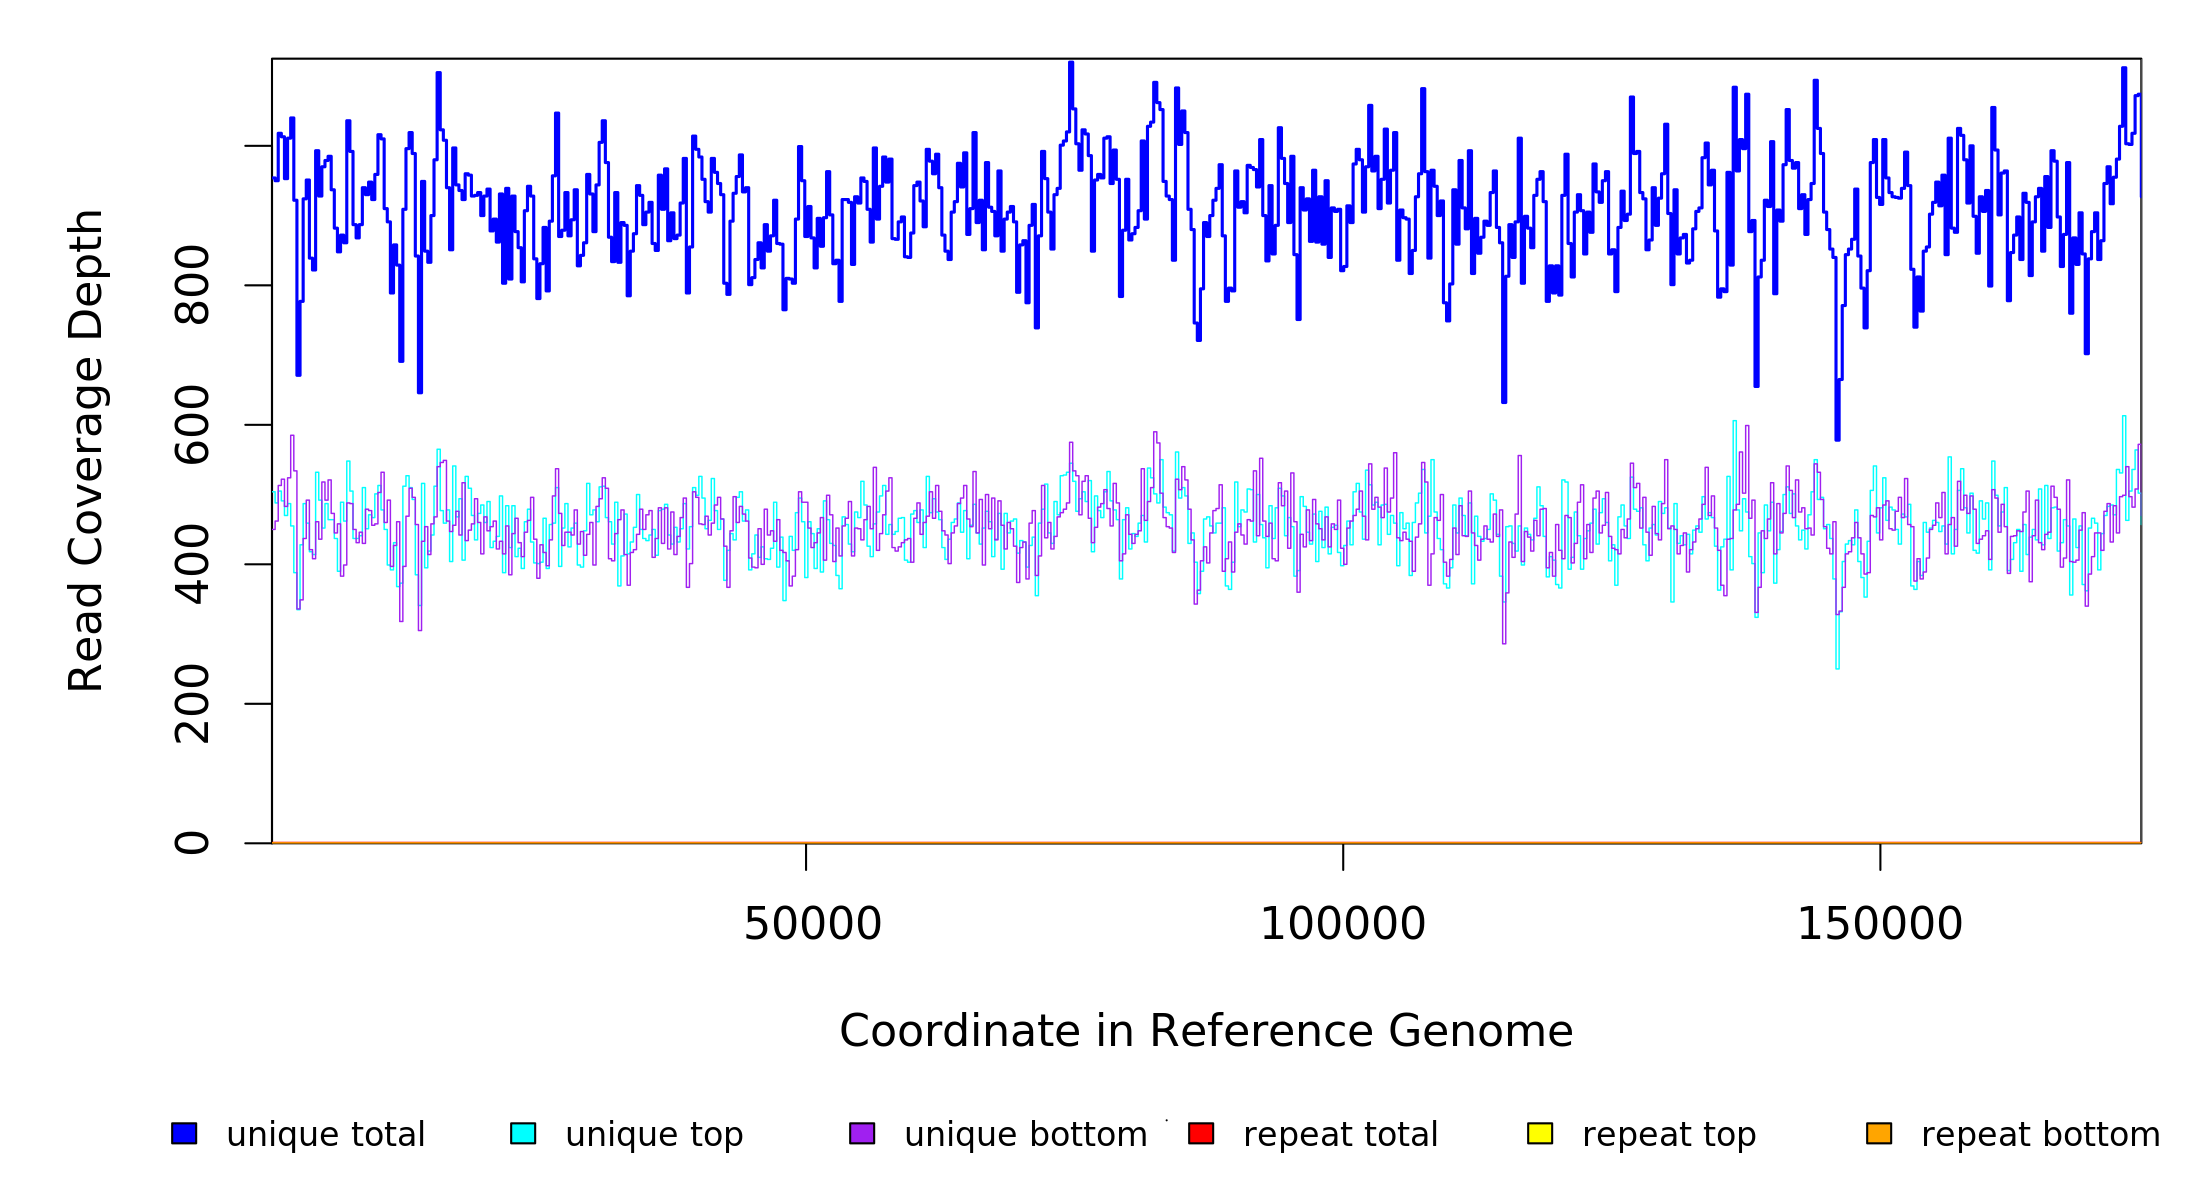 Read Coverage Depth
800
600
400
200
0
50000 100000 150000
Coordinate in Reference Genome
unique total unique top unique bottom repeat total repeat top repeat bottom